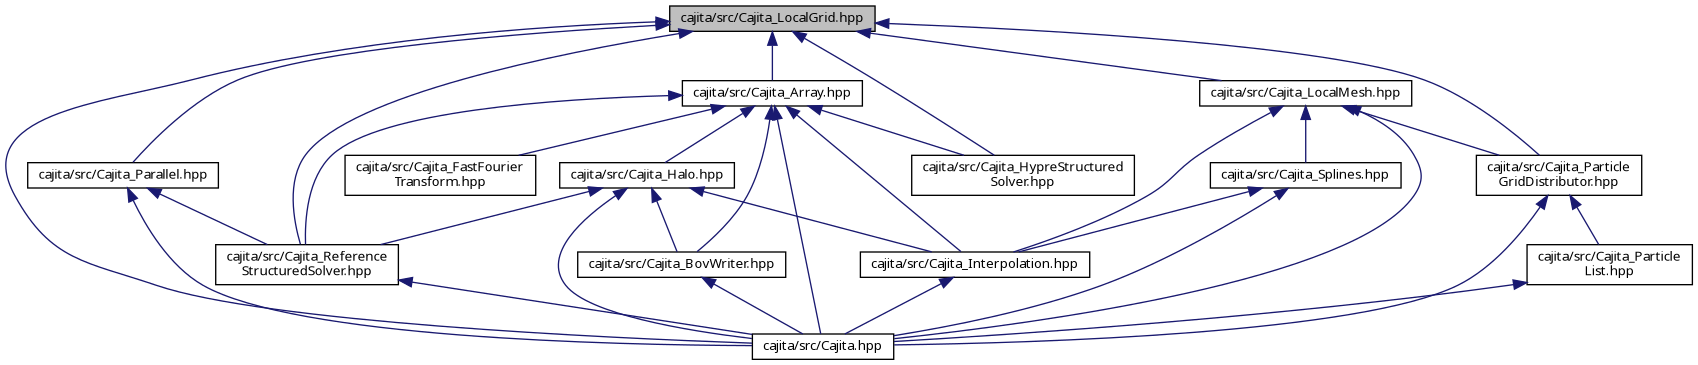 cajita/src/Cajita_LocalGrid.hpp
cajita/src/Cajita_Array.hpp
cajita/src/Cajita_LocalMesh.hpp
cajita/src/Cajita_Parallel.hpp
cajita/src/Cajita_FastFourier
Transform.hpp
cajita/src/Cajita_Halo.hpp
cajita/src/Cajita_HypreStructured
Solver.hpp
cajita/src/Cajita_Splines.hpp
cajita/src/Cajita_Particle
GridDistributor.hpp
cajita/src/Cajita_Reference
StructuredSolver.hpp
cajita/src/Cajita_BovWriter.hpp
cajita/src/Cajita_Interpolation.hpp
cajita/src/Cajita_Particle
List.hpp
cajita/src/Cajita.hpp